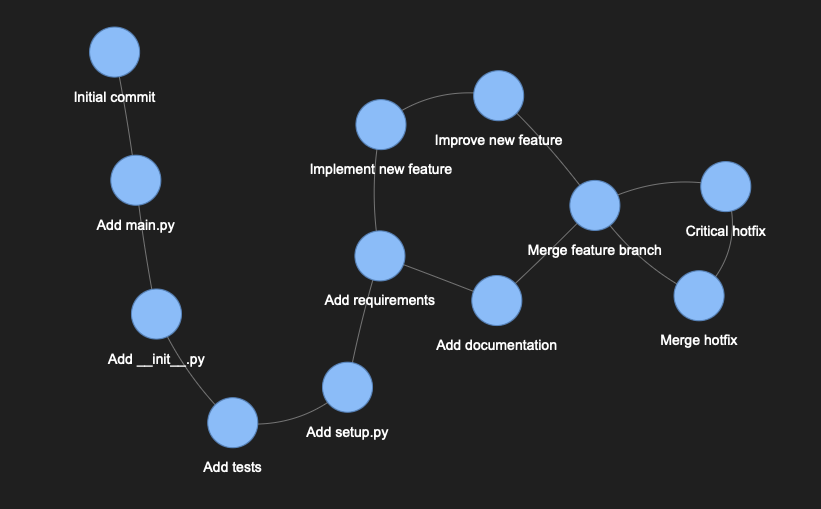 Initial commit
Add main.py
Add __init__.py
Add tests
Add setup.py
Add requirements
Implement new feature
Improve new feature
Add documentation
Merge feature branch
Critical hotfix
Merge hotfix